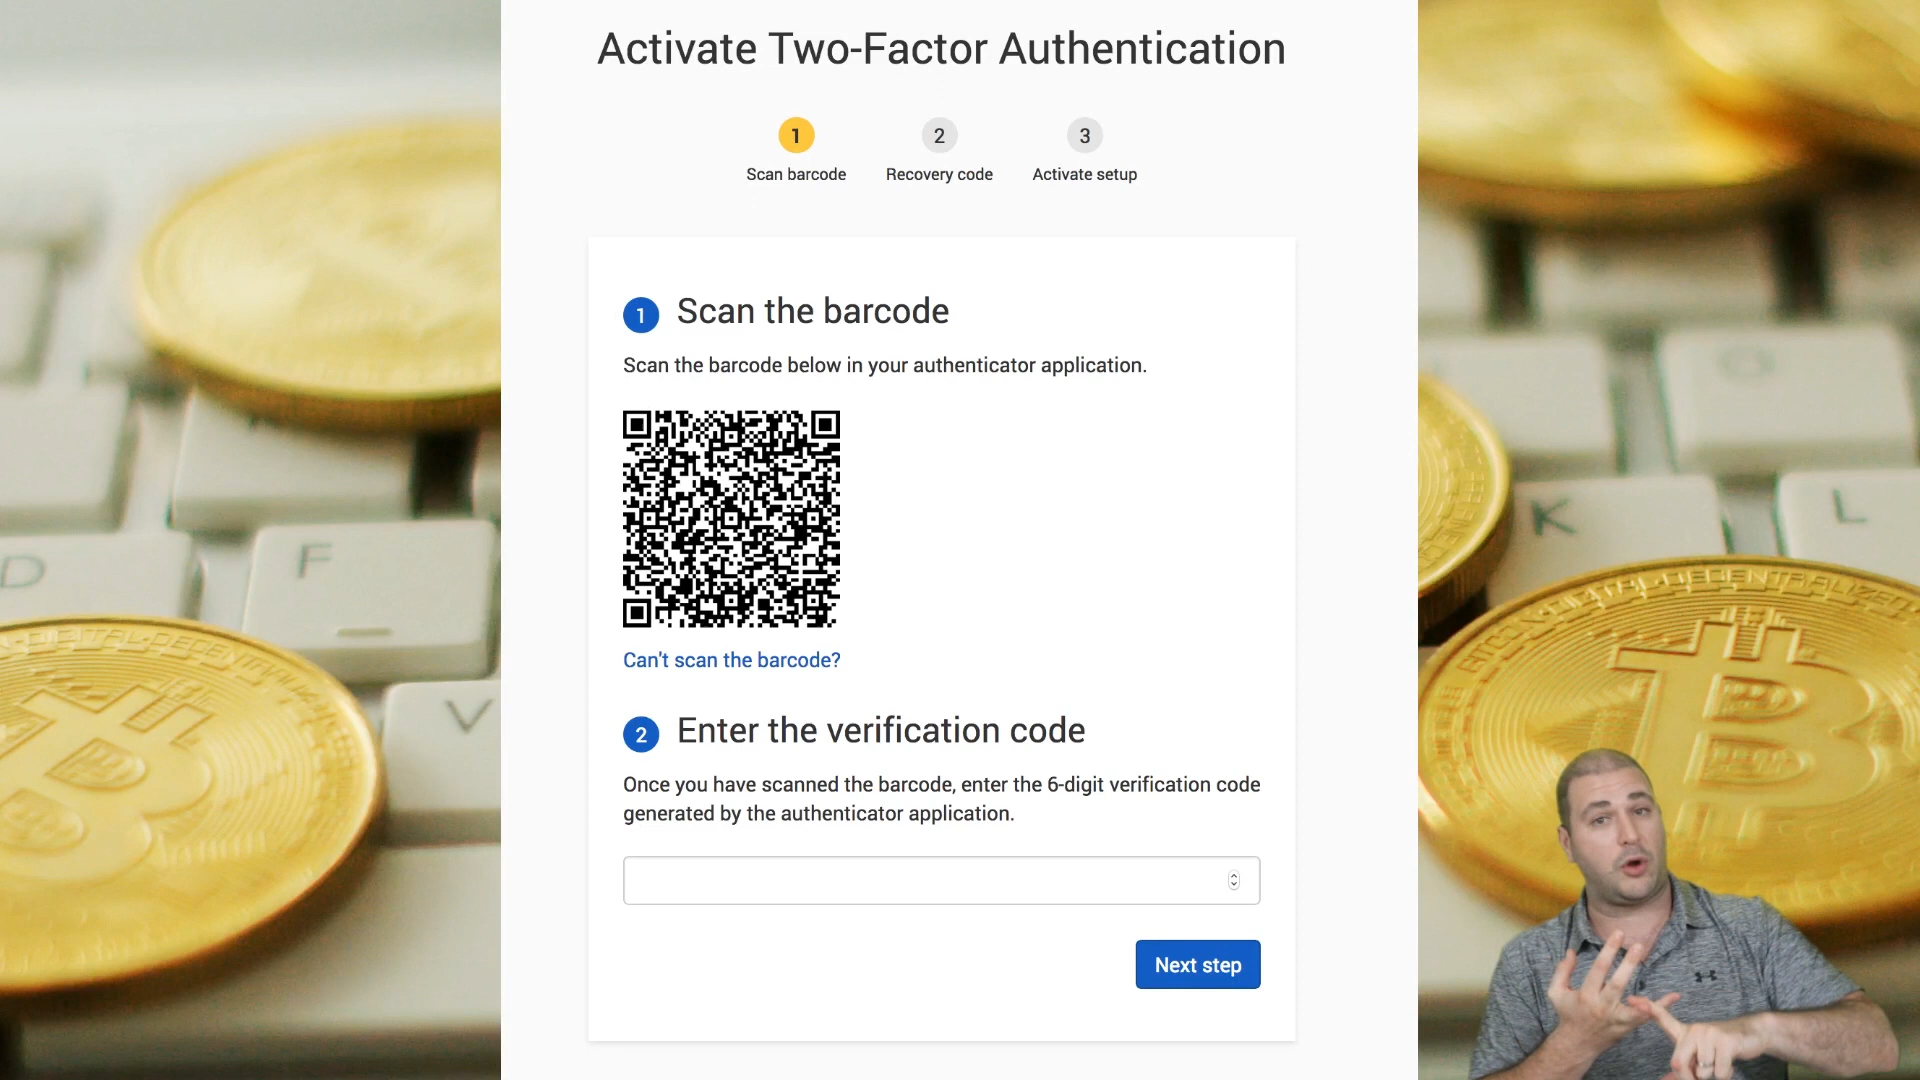 Activate Two-Factor Authentication
1
2
3
Scan barcode
Recovery code
Activate setup
1 Scan the barcode
Scan the barcode below in your authenticator application.
Can't scan the barcode?
2 Enter the verification code
Once you have scanned the barcode, enter the 6-digit verification code
generated by the authenticator application.
Next step
D
F
V
K
L
DIGITAL DECENTRALIZED